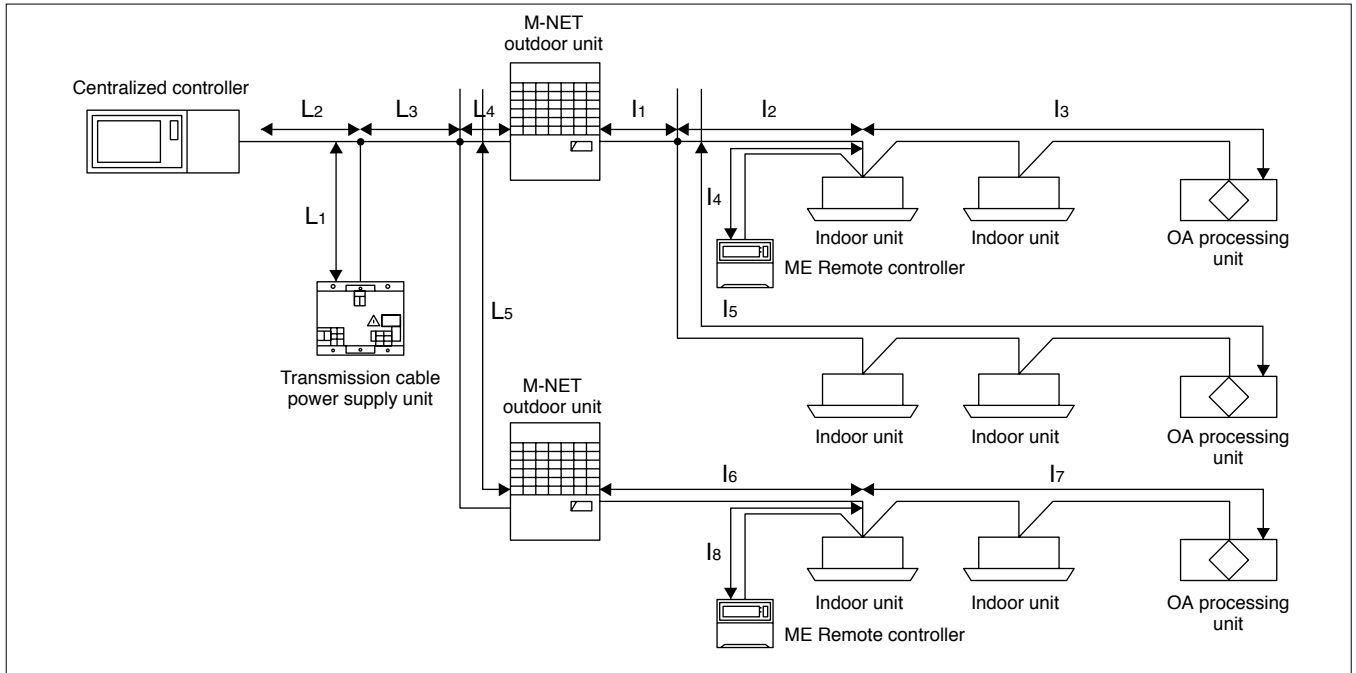 M-NET
outdoor unit
Centralized controller
L2
L3
L4
l1
l2
l3
L1
l4
Indoor unit
Indoor unit
OA processing
unit
ME Remote controller
L5
l5
Transmission cable
power supply unit
M-NET
outdoor unit
Indoor unit
Indoor unit
OA processing
unit
l6
l7
l8
Indoor unit
Indoor unit
OA processing
unit
ME Remote controller